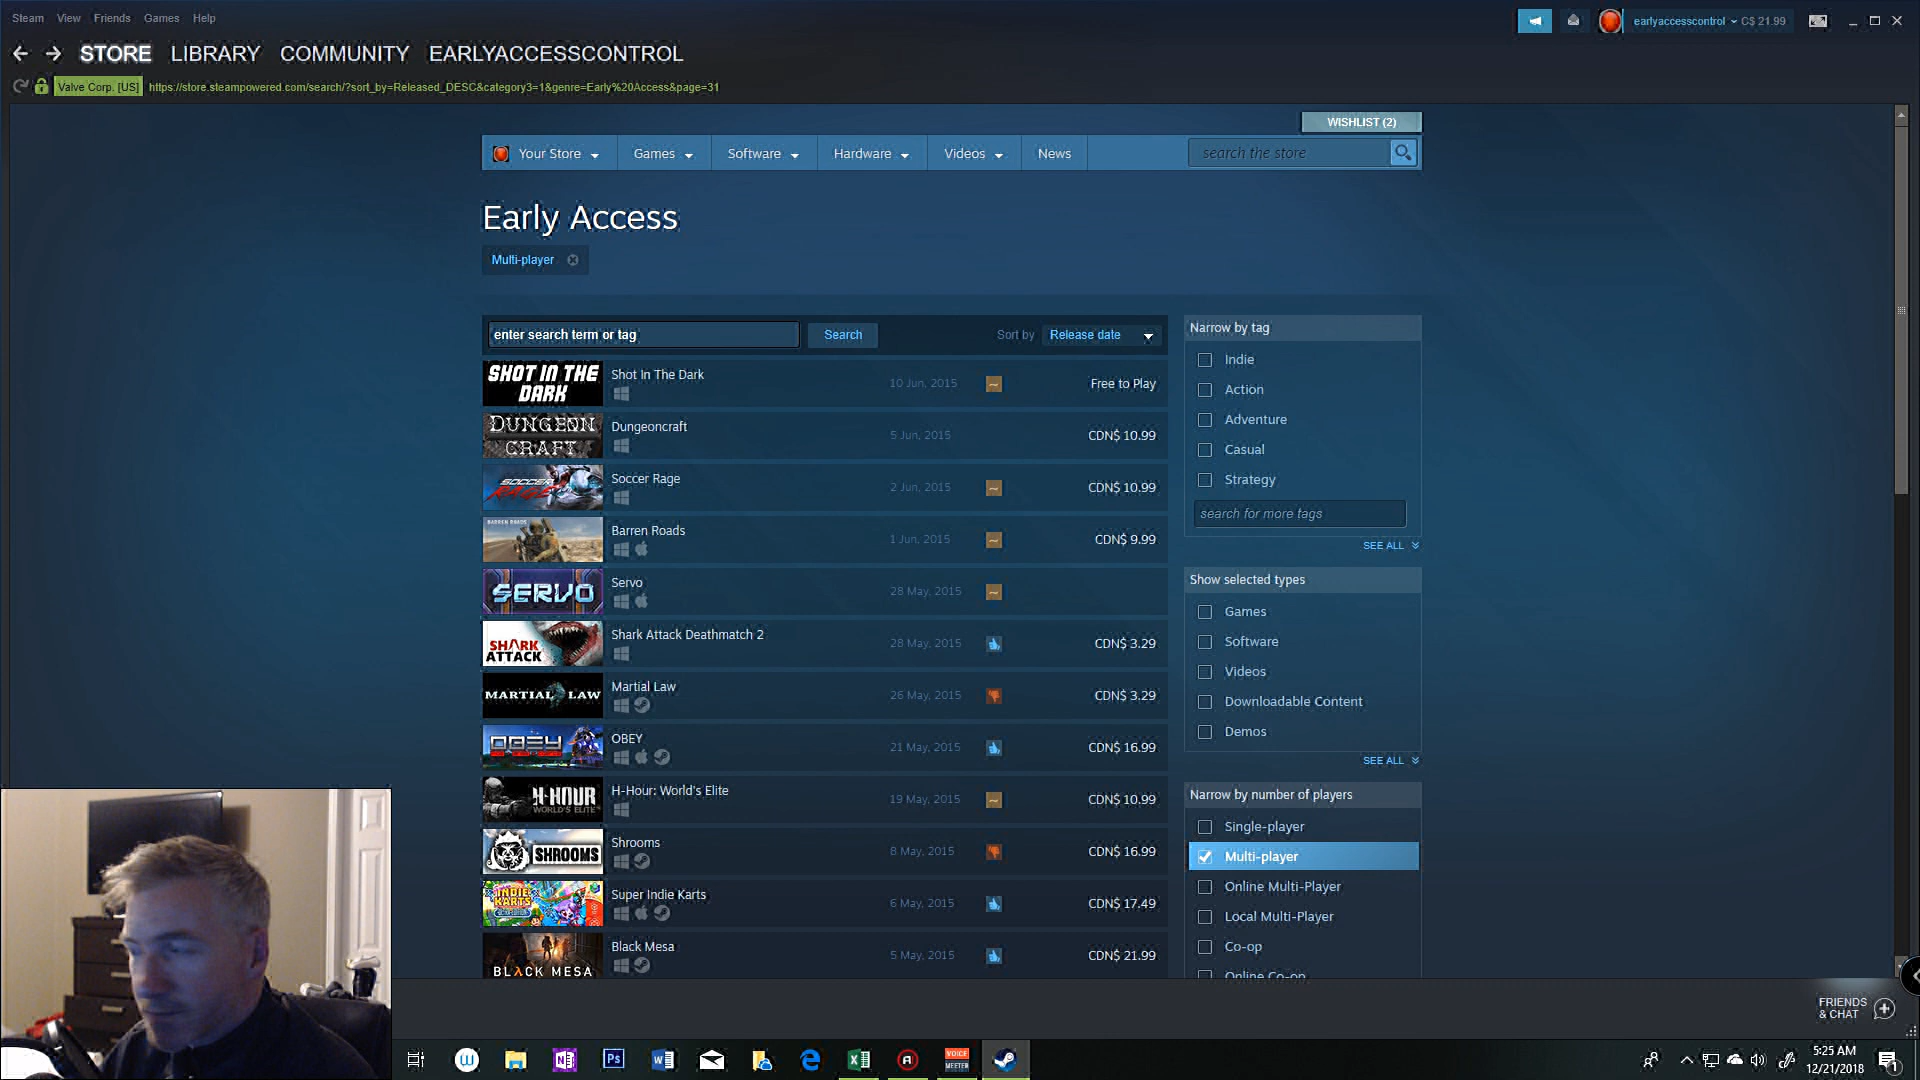 Steam View Friends Games Help
earlyaccesscontrol C$ 21.99
STORE LIBRARY COMMUNITY EARLYACCESSCONTROL
Valve Corp. [US] https://store.steampowered.com/search/?sort_by=Released_DESC&category3=1&genre=Early%20Access&page=31
WISHLIST (2)
Your Store Games Software Hardware Videos News search the store
Early Access
Multi-player
enter search term or tag Search Sort by Release date
SHOT IN THE DARK
Shot In The Dark 10 Jun, 2015 Free to Play
DUNGEON CRAFT
Dungeoncraft 5 Jun, 2015 CDN$ 10.99
SOCCER RAGE
Soccer Rage 2 Jun, 2015 CDN$ 10.99
BARREN ROADS
Barren Roads 1 Jun, 2015 CDN$ 9.99
SERVO
Servo 28 May, 2015
SHARK ATTACK
Shark Attack Deathmatch 2 28 May, 2015 CDN$ 3.29
MARTIAL LAW
Martial Law 26 May, 2015 CDN$ 3.29
OBEY
OBEY 21 May, 2015 CDN$ 16.99
H-HOUR WORLD'S ELITE
H-Hour: World's Elite 19 May, 2015 CDN$ 10.99
SHROOMS
Shrooms 8 May, 2015 CDN$ 16.99
INDIE KARTS
Super Indie Karts 6 May, 2015 CDN$ 17.49
BLACK MESA
Black Mesa 5 May, 2015 CDN$ 21.99
Narrow by tag
Indie
Action
Adventure
Casual
Strategy
search for more tags
SEE ALL
Show selected types
Games
Software
Videos
Downloadable Content
Demos
SEE ALL
Narrow by number of players
Single-player
Multi-player
Online Multi-Player
Local Multi-Player
Co-op
Online Co-op
FRIENDS
& CHAT
Ps
VOICE
MEETER
5:25 AM
12/21/2018
1